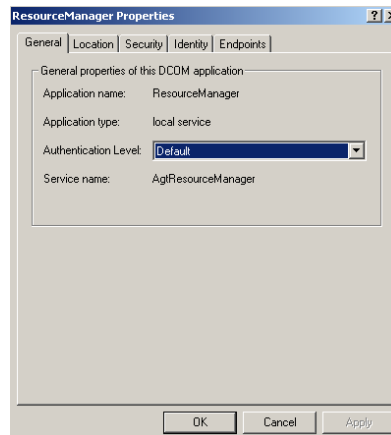 ResourceManager Properties
General Location Security Identity Endpoints
General properties of this DCOM application
Application name: ResourceManager
Application type: local service
Authentication Level: Default
Service name: AgtResourceManager
OK Cancel Apply